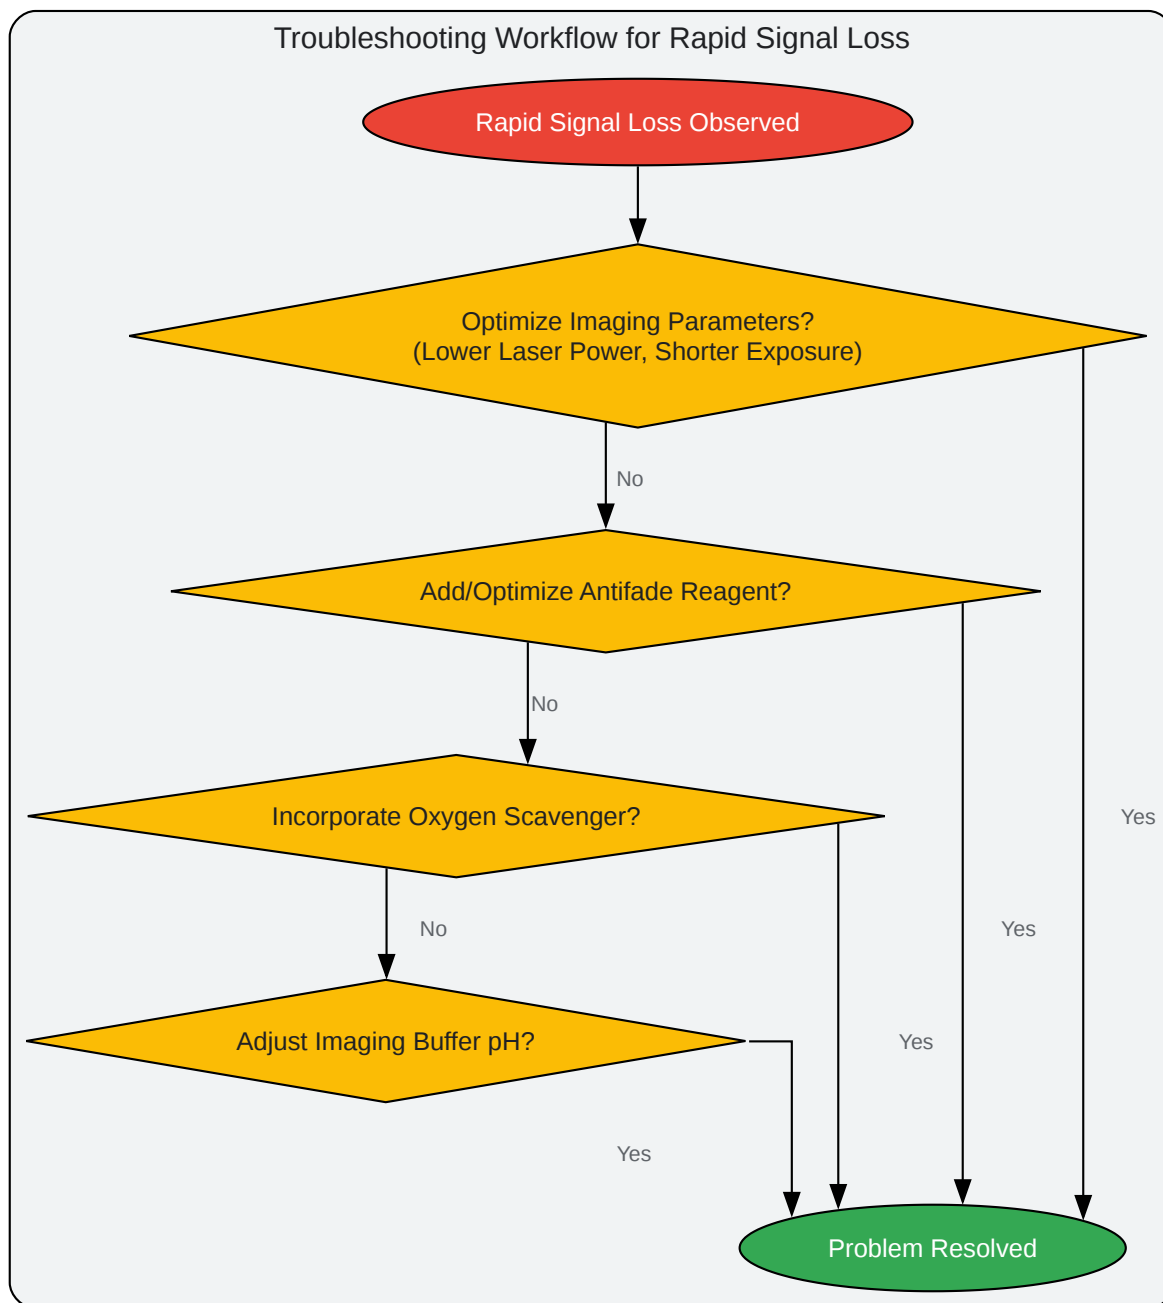 Troubleshooting Workflow for Rapid Signal Loss
Rapid Signal Loss Observed
Optimize Imaging Parameters?
(Lower Laser Power, Shorter Exposure)
No
Add/Optimize Antifade Reagent?
No
Incorporate Oxygen Scavenger?
Yes
No
Yes
Adjust Imaging Buffer pH?
Yes
Yes
Problem Resolved